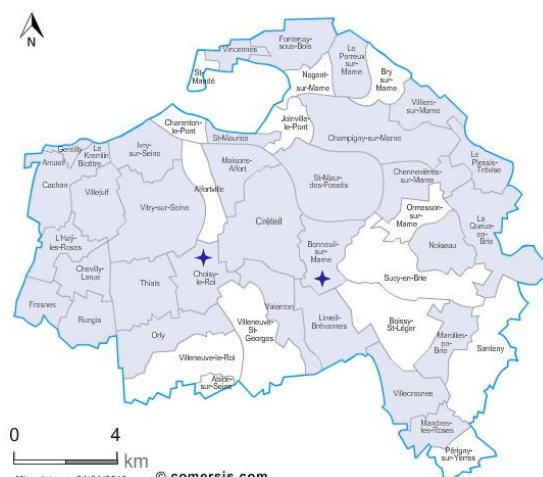 N
Fontenay
-sous-Bois
Vincennes
Le
Perreux
-sur-
Marne
Bry
-sur-
Marne
Nogent
-sur-Marne
St-
Mandé
Villiers
-sur-Marne
Joinville
-le-Pont
Charenton
-le-Pont
St-Maurice
Champigny-sur-Marne
Le Plessis
-Trévise
Gentilly
Le
Kremlin
Bicêtre
Arcueil
Ivry
-sur-Seine
Maisons-
Alfort
Cachan
Villejuif
Alfortville
St-Maur
-des-Fossés
Chennevières
-sur-Marne
Vitry-sur-Seine
Créteil
Ormesson
-sur-
Marne
La
Queue-en
-Brie
L'Haÿ
-les-Roses
Bonneuil
-sur-
Marne
Noiseau
Chevilly
-Larue
Choisy
-le-Roi
Sucy-en-Brie
Thiais
Fresnes
Rungis
Valenton
Limeil-
Brévannes
Villeneuve
-St-
Georges
Boissy
-St-Léger
Orly
Marolles
-en-
Brie
Santeny
Villeneuve-le-Roi
Ablon
-sur-Seine
Villecresnes
Mandres
-les-Roses
Périgny
-sur-Yerres
0 4
km
© comersis.com